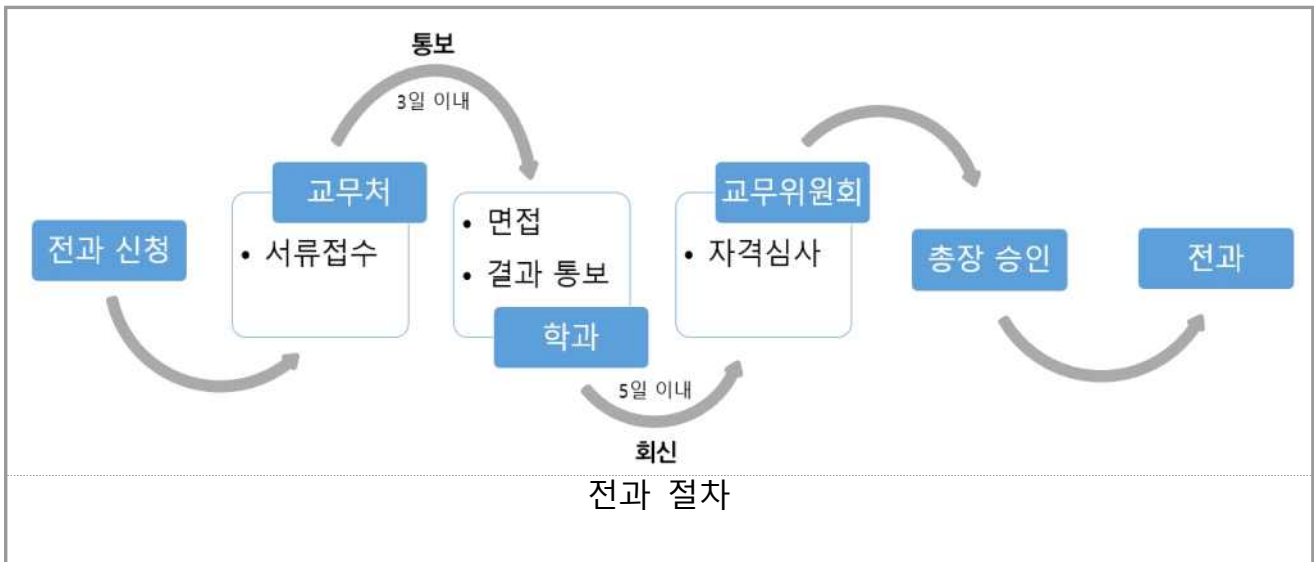 통보
3일 이내
전과 신청
교무처
• 서류접수
• 면접
• 결과 통보
학과
5일 이내
회신
교무위원회
• 자격심사
총장 승인
전과
전과 절차